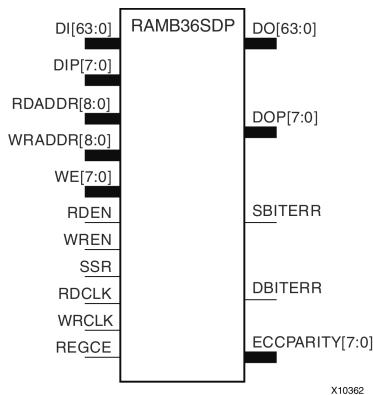 RAMB36SDP
DI[63:0]
DIP[7:0]
RDADDR[8:0]
WRADDR[8:0]
WE[7:0]
RDEN
WREN
SSR
RDCLK
WRCLK
REGCE
DO[63:0]
DOP[7:0]
SBITERR
DBITERR
ECCPARITY[7:0]
X10362